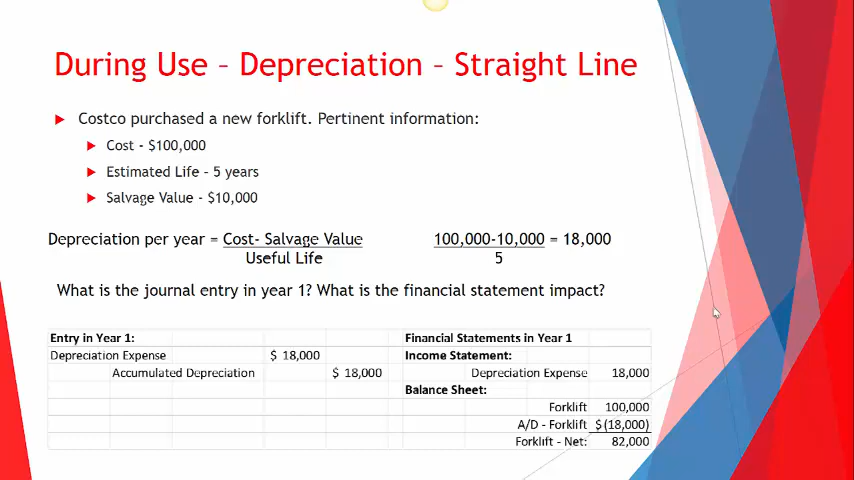 During Use – Depreciation – Straight Line
Costco purchased a new forklift. Pertinent information:
Cost - $100,000
Estimated Life – 5 years
Salvage Value - $10,000
Depreciation per year = Cost- Salvage Value
Useful Life
100,000-10,000 = 18,000
5
What is the journal entry in year 1? What is the financial statement impact?
Entry in Year 1:
Depreciation Expense $ 18,000
Accumulated Depreciation $ 18,000
Financial Statements in Year 1
Income Statement:
Depreciation Expense 18,000
Balance Sheet:
Forklift 100,000
A/D - Forklift $(18,000)
Forklift - Net: 82,000